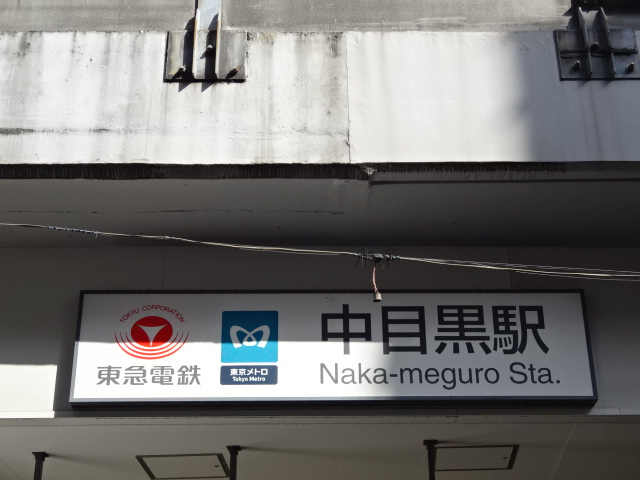 TOKYU CORPORATION
東急電鉄
東京メトロ
Tokyo Metro
中目黒駅
Naka-meguro Sta.